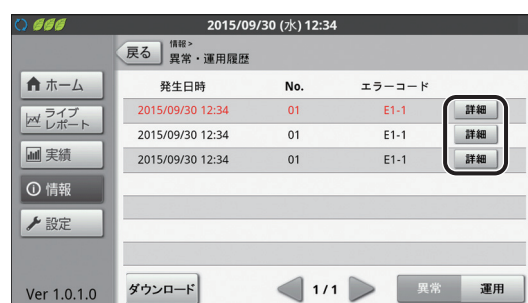 2015/09/30 (水) 12:34
戻る
情報>
異常・運用履歴
ホーム
ライブ
レポート
実績
情報
設定
Ver 1.0.1.0
発生日時 No. エラーコード
2015/09/30 12:34 01 E1-1 詳細
2015/09/30 12:34 01 E1-1 詳細
2015/09/30 12:34 01 E1-1 詳細
ダウンロード 1/1 異常 運用